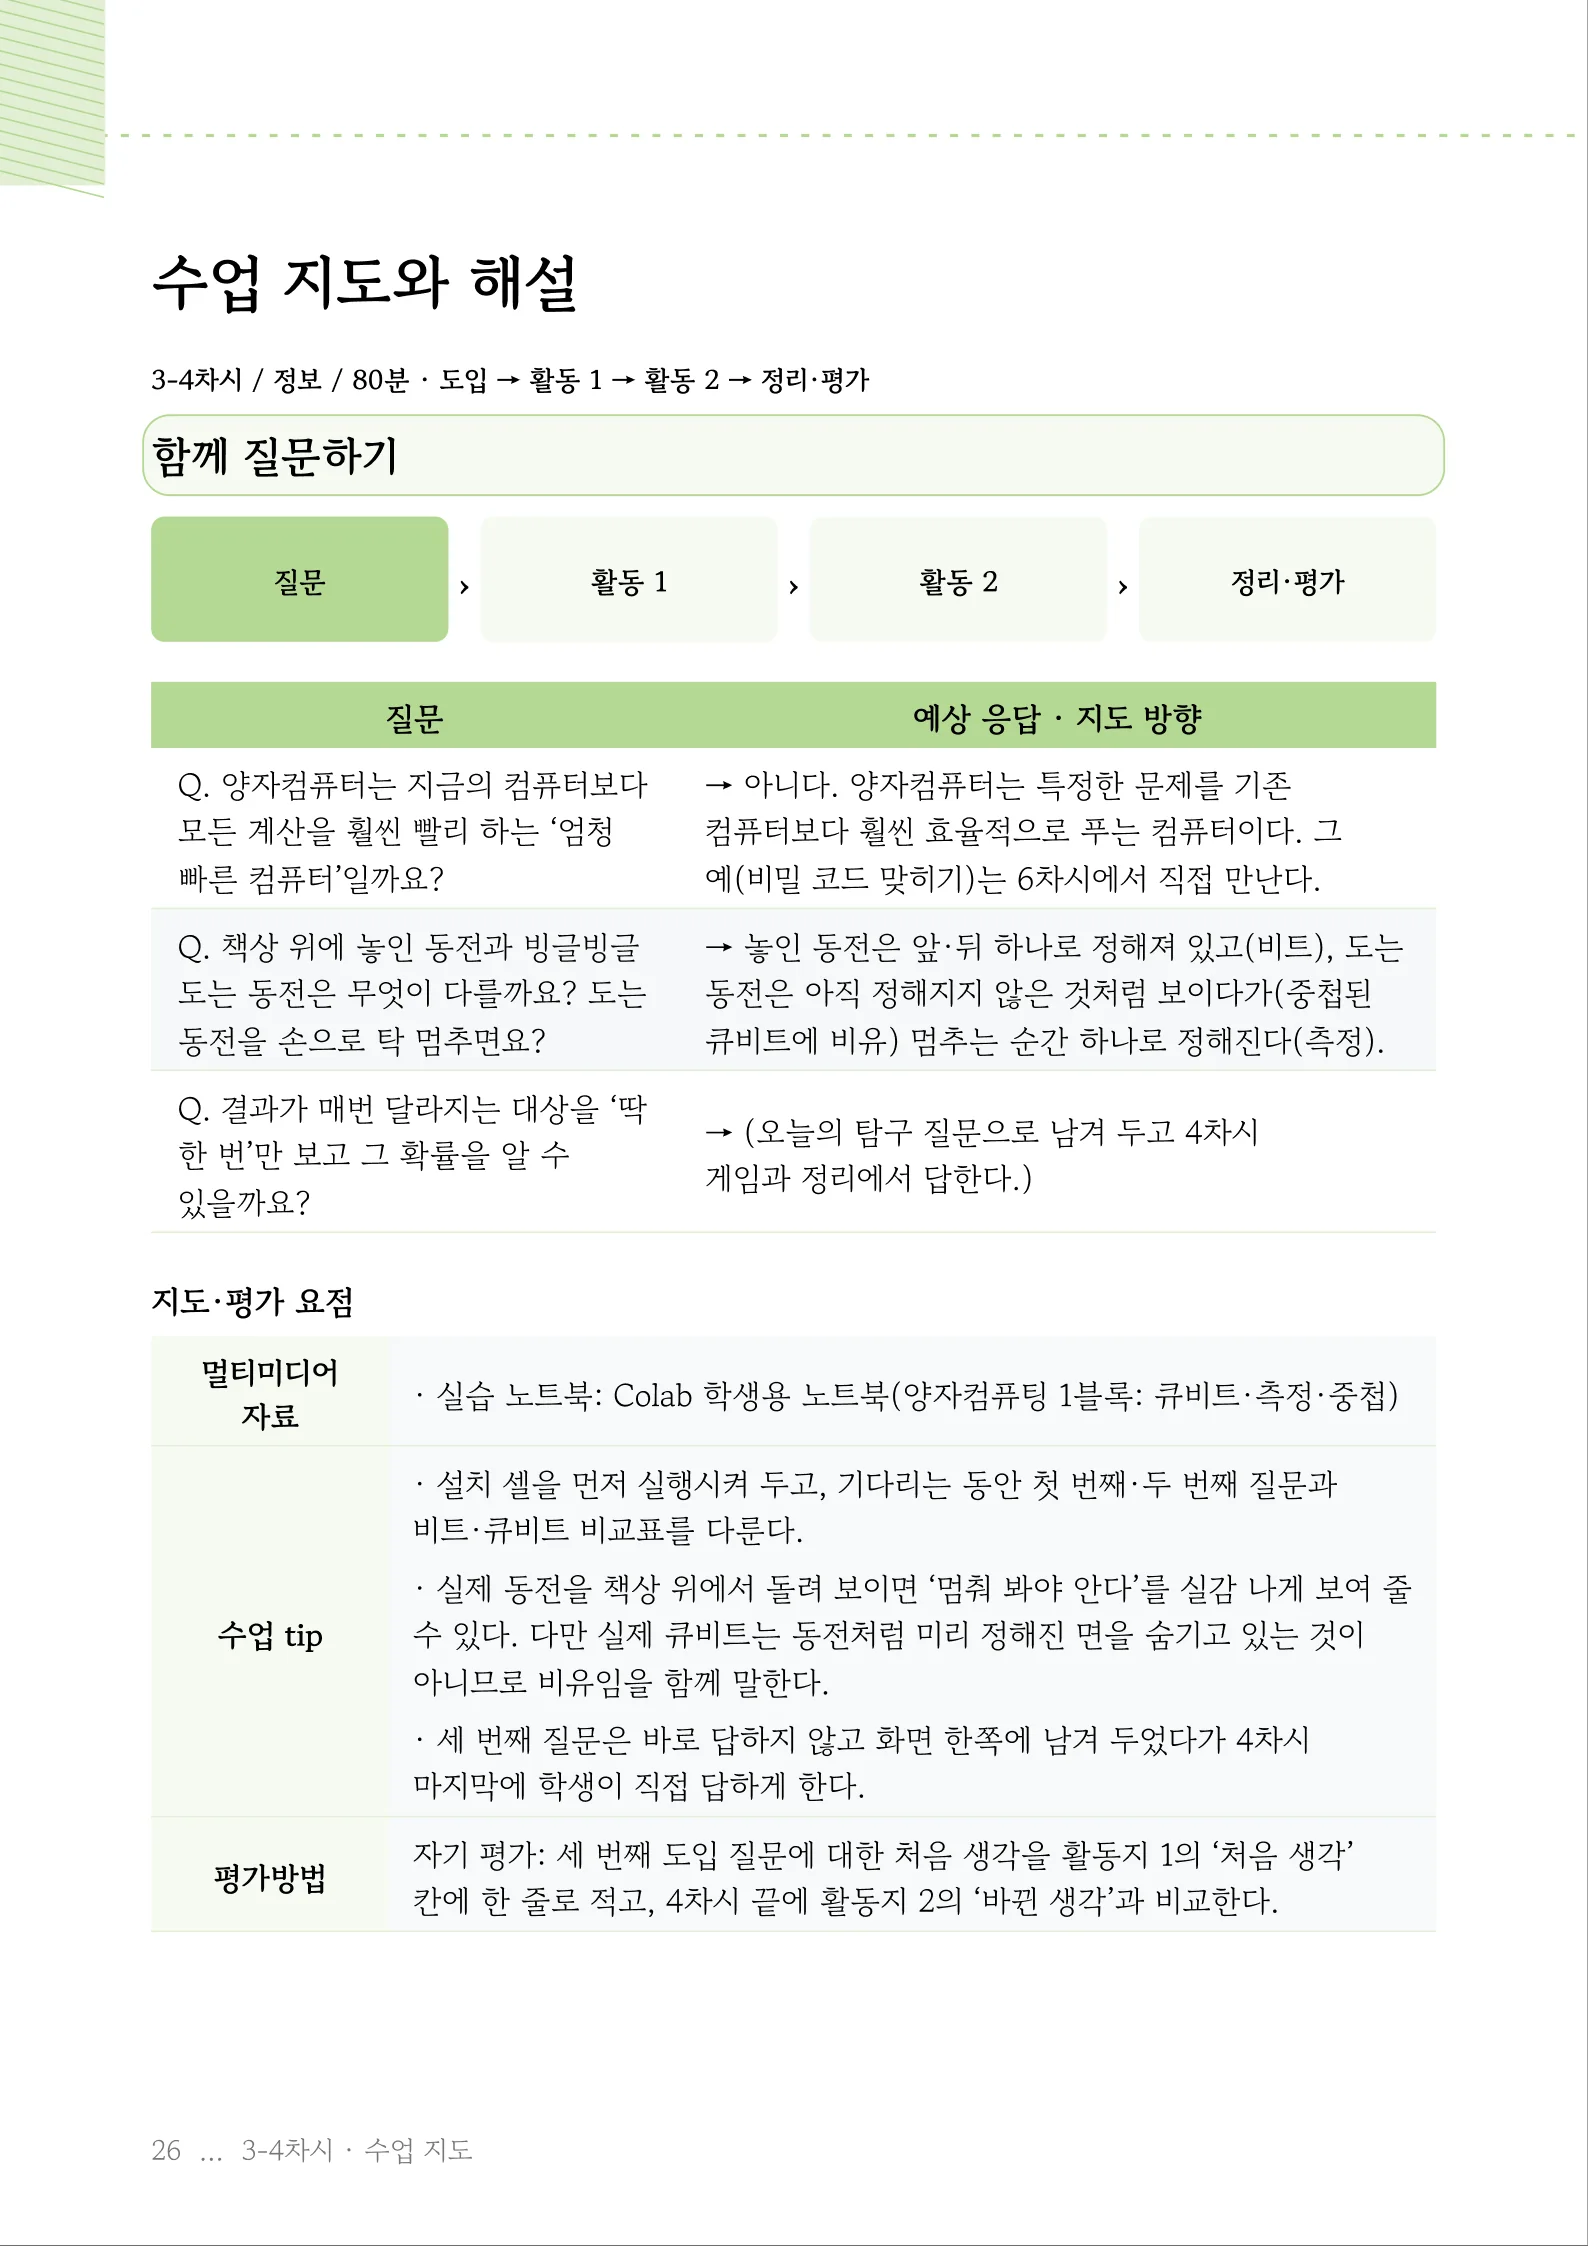 수업 지도와 해설
3-4차시 / 정보 / 80분 · 도입 → 활동 1 → 활동 2 → 정리·평가
함께 질문하기
질문 › 활동 1 › 활동 2 › 정리·평가
질문
예상 응답 · 지도 방향
Q. 양자컴퓨터는 지금의 컴퓨터보다
모든 계산을 훨씬 빨리 하는 ‘엄청
빠른 컴퓨터’일까요?
→ 아니다. 양자컴퓨터는 특정한 문제를 기존
컴퓨터보다 훨씬 효율적으로 푸는 컴퓨터이다. 그
예(비밀 코드 맞히기)는 6차시에서 직접 만난다.
Q. 책상 위에 놓인 동전과 빙글빙글
도는 동전은 무엇이 다를까요? 도는
동전을 손으로 탁 멈추면요?
→ 놓인 동전은 앞·뒤 하나로 정해져 있고(비트), 도는
동전은 아직 정해지지 않은 것처럼 보이다가(중첩된
큐비트에 비유) 멈추는 순간 하나로 정해진다(측정).
Q. 결과가 매번 달라지는 대상을 ‘딱
한 번’만 보고 그 확률을 알 수
있을까요?
→ (오늘의 탐구 질문으로 남겨 두고 4차시
게임과 정리에서 답한다.)
지도·평가 요점
멀티미디어
자료
· 실습 노트북: Colab 학생용 노트북(양자컴퓨팅 1블록: 큐비트·측정·중첩)
수업 tip
· 설치 셀을 먼저 실행시켜 두고, 기다리는 동안 첫 번째·두 번째 질문과
비트·큐비트 비교표를 다룬다.
· 실제 동전을 책상 위에서 돌려 보이면 ‘멈춰 봐야 안다’를 실감 나게 보여 줄
수 있다. 다만 실제 큐비트는 동전처럼 미리 정해진 면을 숨기고 있는 것이
아니므로 비유임을 함께 말한다.
· 세 번째 질문은 바로 답하지 않고 화면 한쪽에 남겨 두었다가 4차시
마지막에 학생이 직접 답하게 한다.
평가방법
자기 평가: 세 번째 도입 질문에 대한 처음 생각을 활동지 1의 ‘처음 생각’
칸에 한 줄로 적고, 4차시 끝에 활동지 2의 ‘바뀐 생각’과 비교한다.
26 ... 3-4차시 · 수업 지도